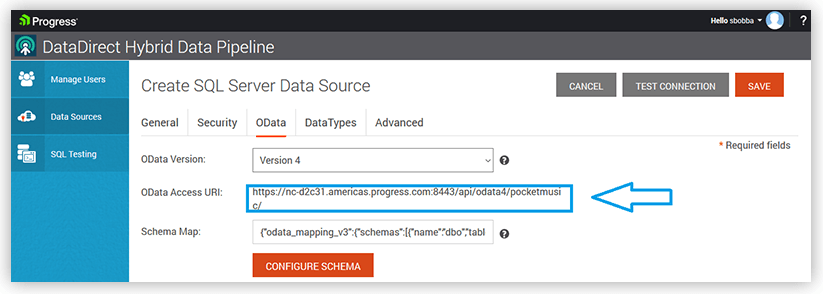 Progress
Hello sbobba
?
DataDirect Hybrid Data Pipeline
Manage Users
Data Sources
SQL Testing
Create SQL Server Data Source
CANCEL
TEST CONNECTION
SAVE
General Security OData DataTypes Advanced
* Required fields
OData Version:
Version 4
?
OData Access URI:
https://nc-d2c31.americas.progress.com:8443/api/odata4/pocketmusi
c/
Schema Map:
{"odata_mapping_v3":{"schemas":[{"name":"dbo","tabl
?
CONFIGURE SCHEMA